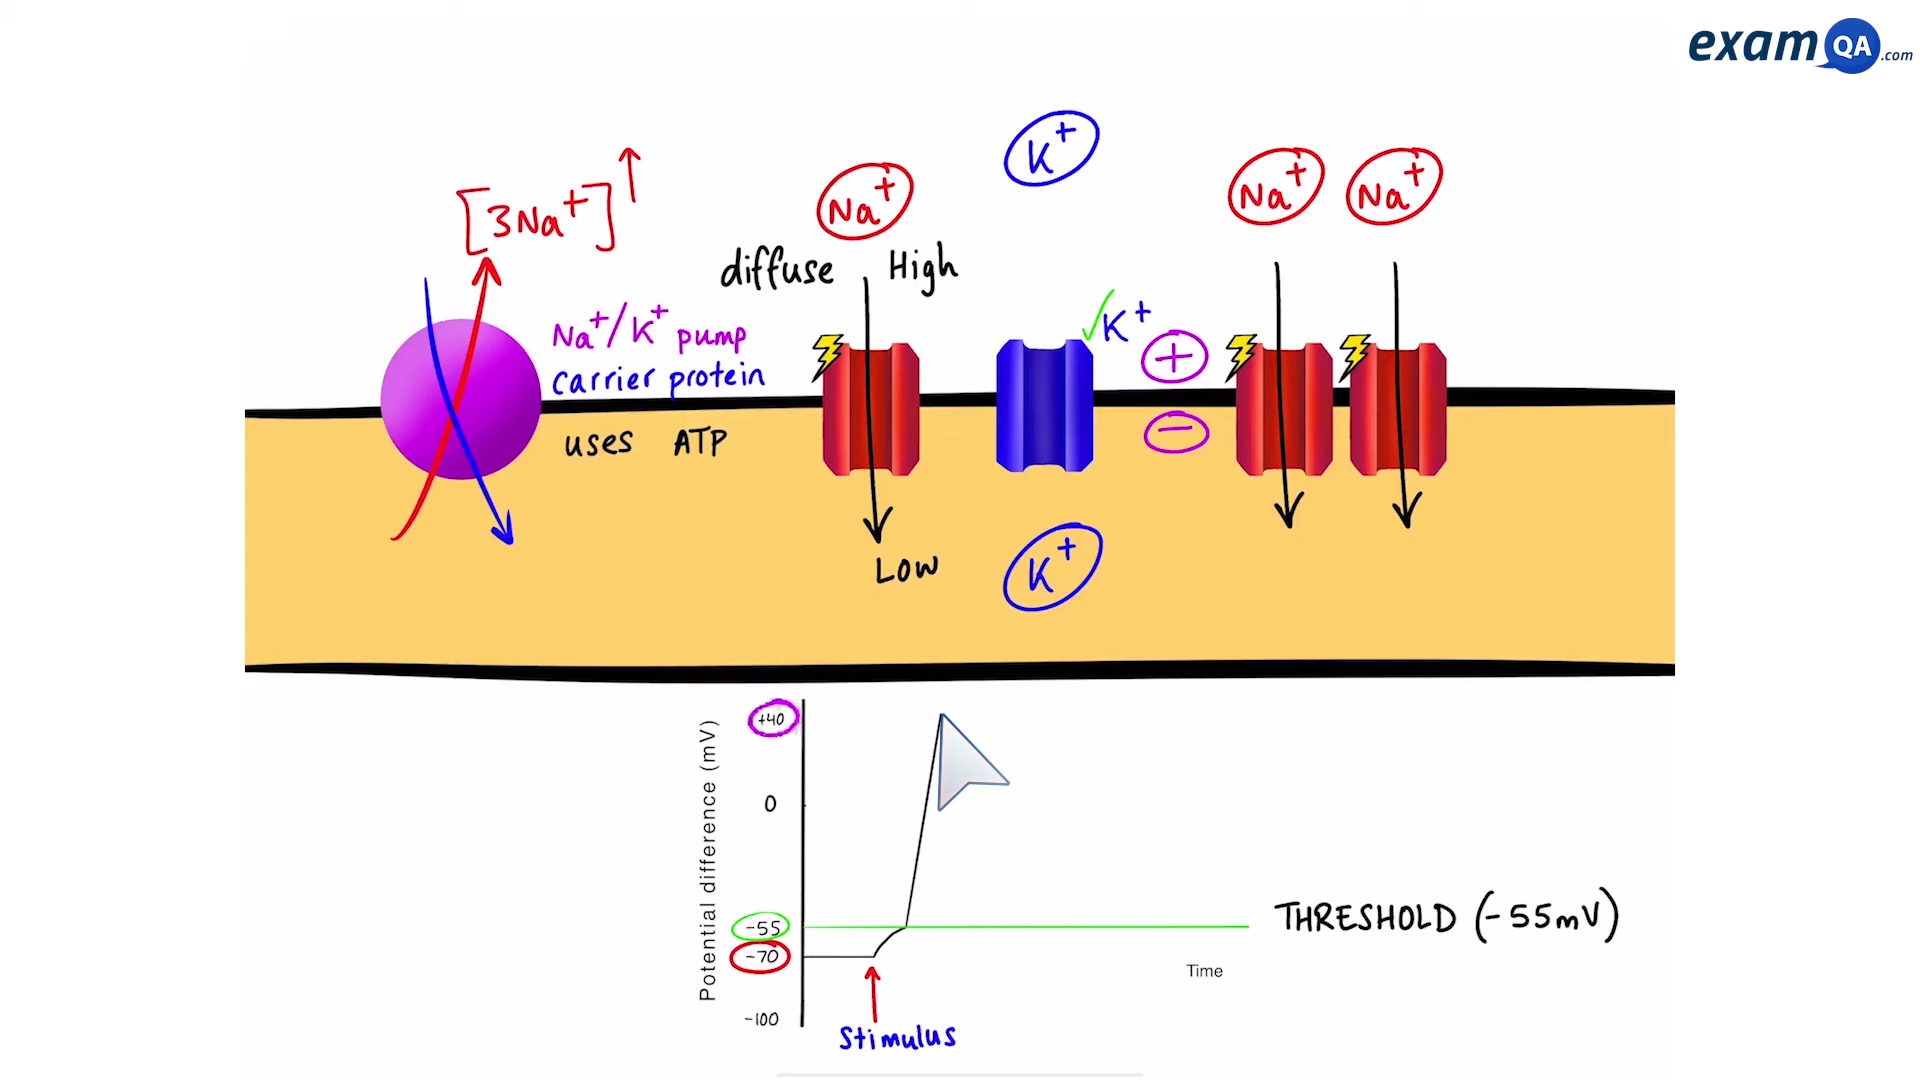 examQA.com
K⁺
[3Na⁺]↑
Na⁺
Na⁺
Na⁺
diffuse High
Na⁺/K⁺ pump
carrier protein
uses ATP
✓K⁺
+
−
Low
K⁺
Potential difference (mV)
+40
0
-55
-70
-100
THRESHOLD (-55mV)
Time
Stimulus